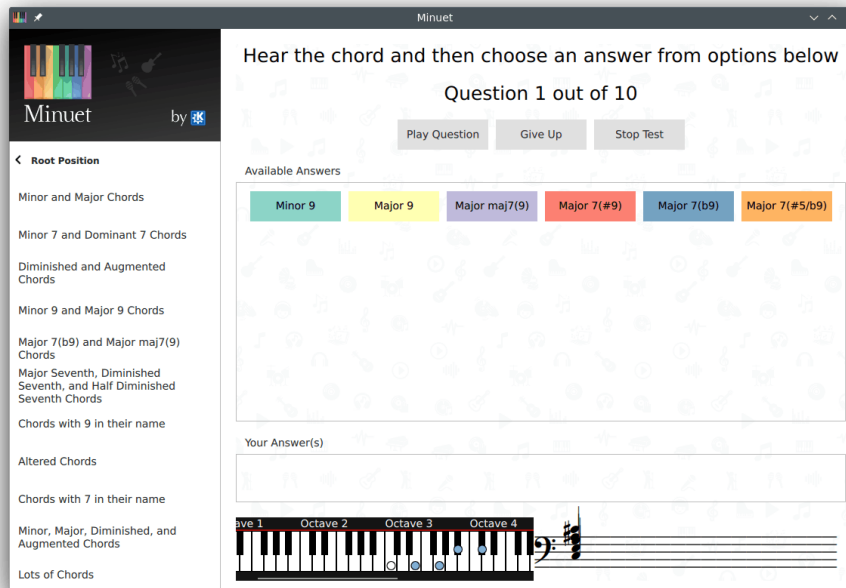 Minuet
Minuet
by
Root Position
Minor and Major Chords
Minor 7 and Dominant 7 Chords
Diminished and Augmented
Chords
Minor 9 and Major 9 Chords
Major 7(b9) and Major maj7(9)
Chords
Major Seventh, Diminished
Seventh, and Half Diminished
Seventh Chords
Chords with 9 in their name
Altered Chords
Chords with 7 in their name
Minor, Major, Diminished, and
Augmented Chords
Lots of Chords
Hear the chord and then choose an answer from options below
Question 1 out of 10
Play Question Give Up Stop Test
Available Answers
Minor 9 Major 9 Major maj7(9) Major 7(#9) Major 7(b9) Major 7(#5/b9)
Your Answer(s)
ave 1 Octave 2 Octave 3 Octave 4